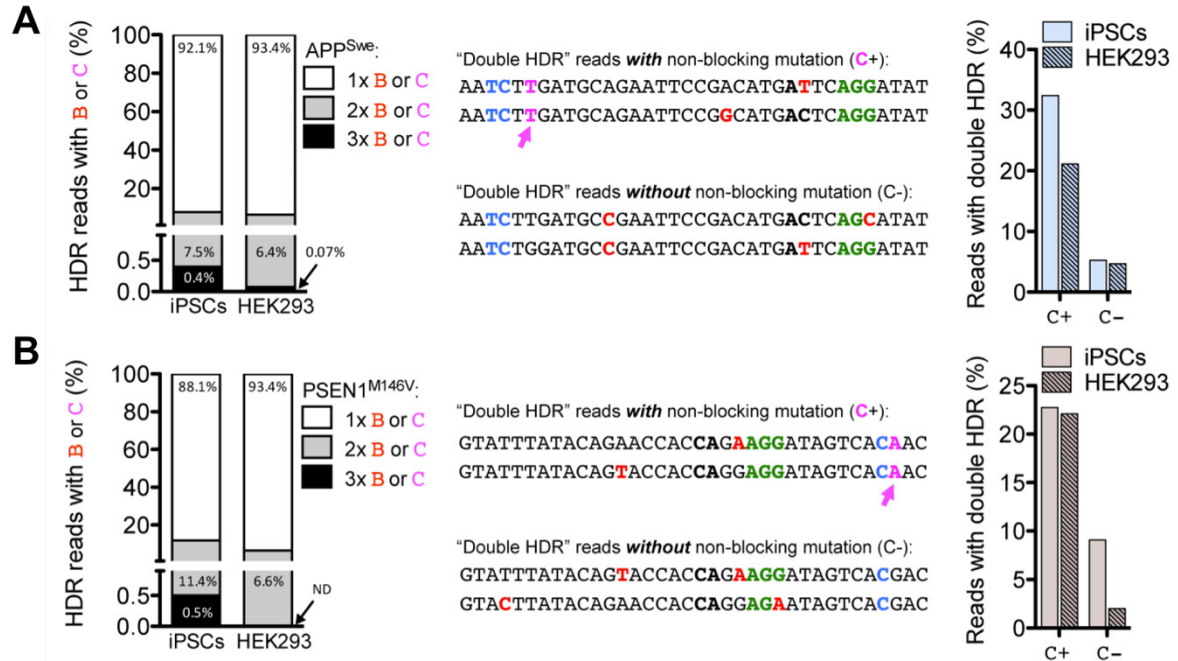 A
HDR reads with B or C (%)
100
80
60
40
20
0.5
0.0
92.1%
93.4%
7.5%
6.4%
0.4%
0.07%
iPSCs HEK293
APPSwe:
1x B or C
2x B or C
3x B or C
“Double HDR” reads with non-blocking mutation (C+):
AATCTTGATGCAGAATTCCGACATGATTCAGGATAT
AATCTTGATGCAGAATTCCGGCATGACTCAGGATAT
“Double HDR” reads without non-blocking mutation (C-):
AATCTTGATGCCGAATTCCGACATGACTCAGCATAT
AATCTGGATGCCGAATTCCGACATGATTCAGGATAT
Reads with double HDR (%)
40
30
20
10
0
C+ C−
iPSCs
HEK293
B
HDR reads with B or C (%)
100
80
60
40
20
0.5
0.0
88.1%
93.4%
11.4%
6.6%
0.5%
ND
iPSCs HEK293
PSEN1M146V:
1x B or C
2x B or C
3x B or C
“Double HDR” reads with non-blocking mutation (C+):
GTATTTATACAGAACCACCAGAAGGATAGTCACAAC
GTATTTATACAGTACCACCAGGAGGATAGTCACAAC
“Double HDR” reads without non-blocking mutation (C-):
GTATTTATACAGTACCACCAGAAGGATAGTCACGAC
GTACTTATACAGAACCACCAGGAGAATAGTCACGAC
Reads with double HDR (%)
25
20
15
10
5
0
C+ C−
iPSCs
HEK293